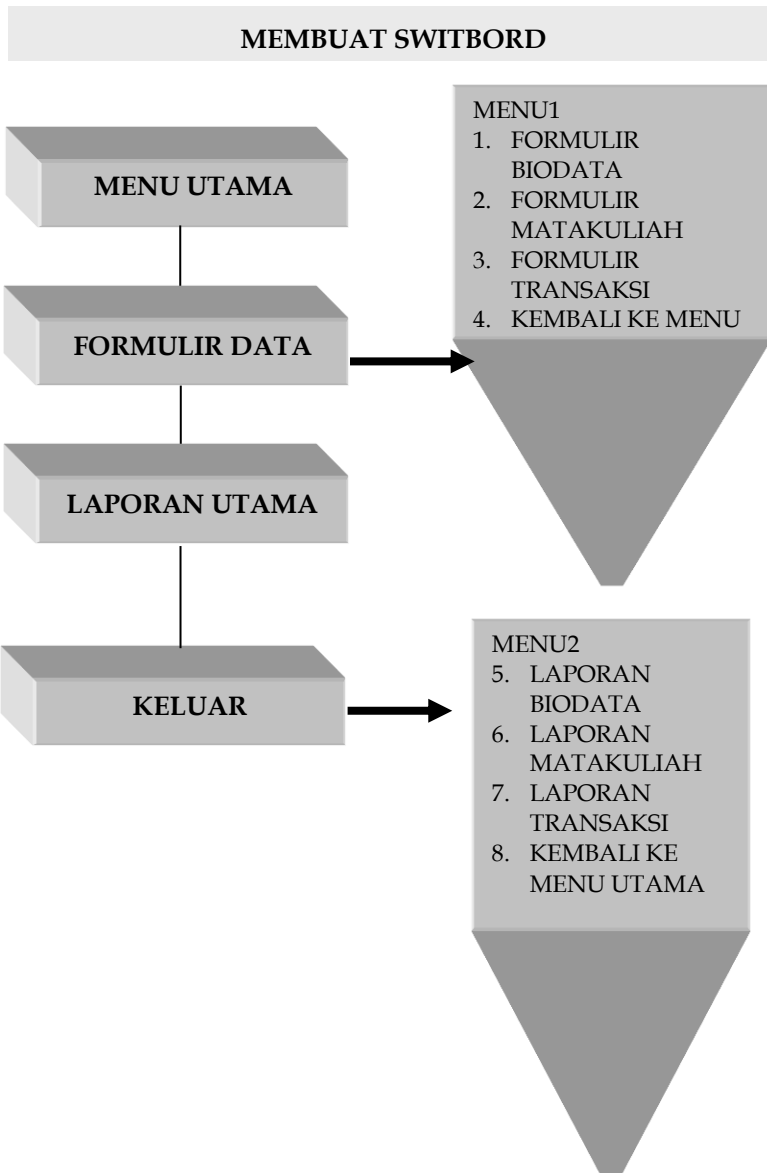 MEMBUAT SWITBORD
MENU UTAMA
FORMULIR DATA
LAPORAN UTAMA
KELUAR
MENU1
1. FORMULIR
BIODATA
2. FORMULIR
MATAKULIAH
3. FORMULIR
TRANSAKSI
4. KEMBALI KE MENU
MENU2
5. LAPORAN
BIODATA
6. LAPORAN
MATAKULIAH
7. LAPORAN
TRANSAKSI
8. KEMBALI KE
MENU UTAMA